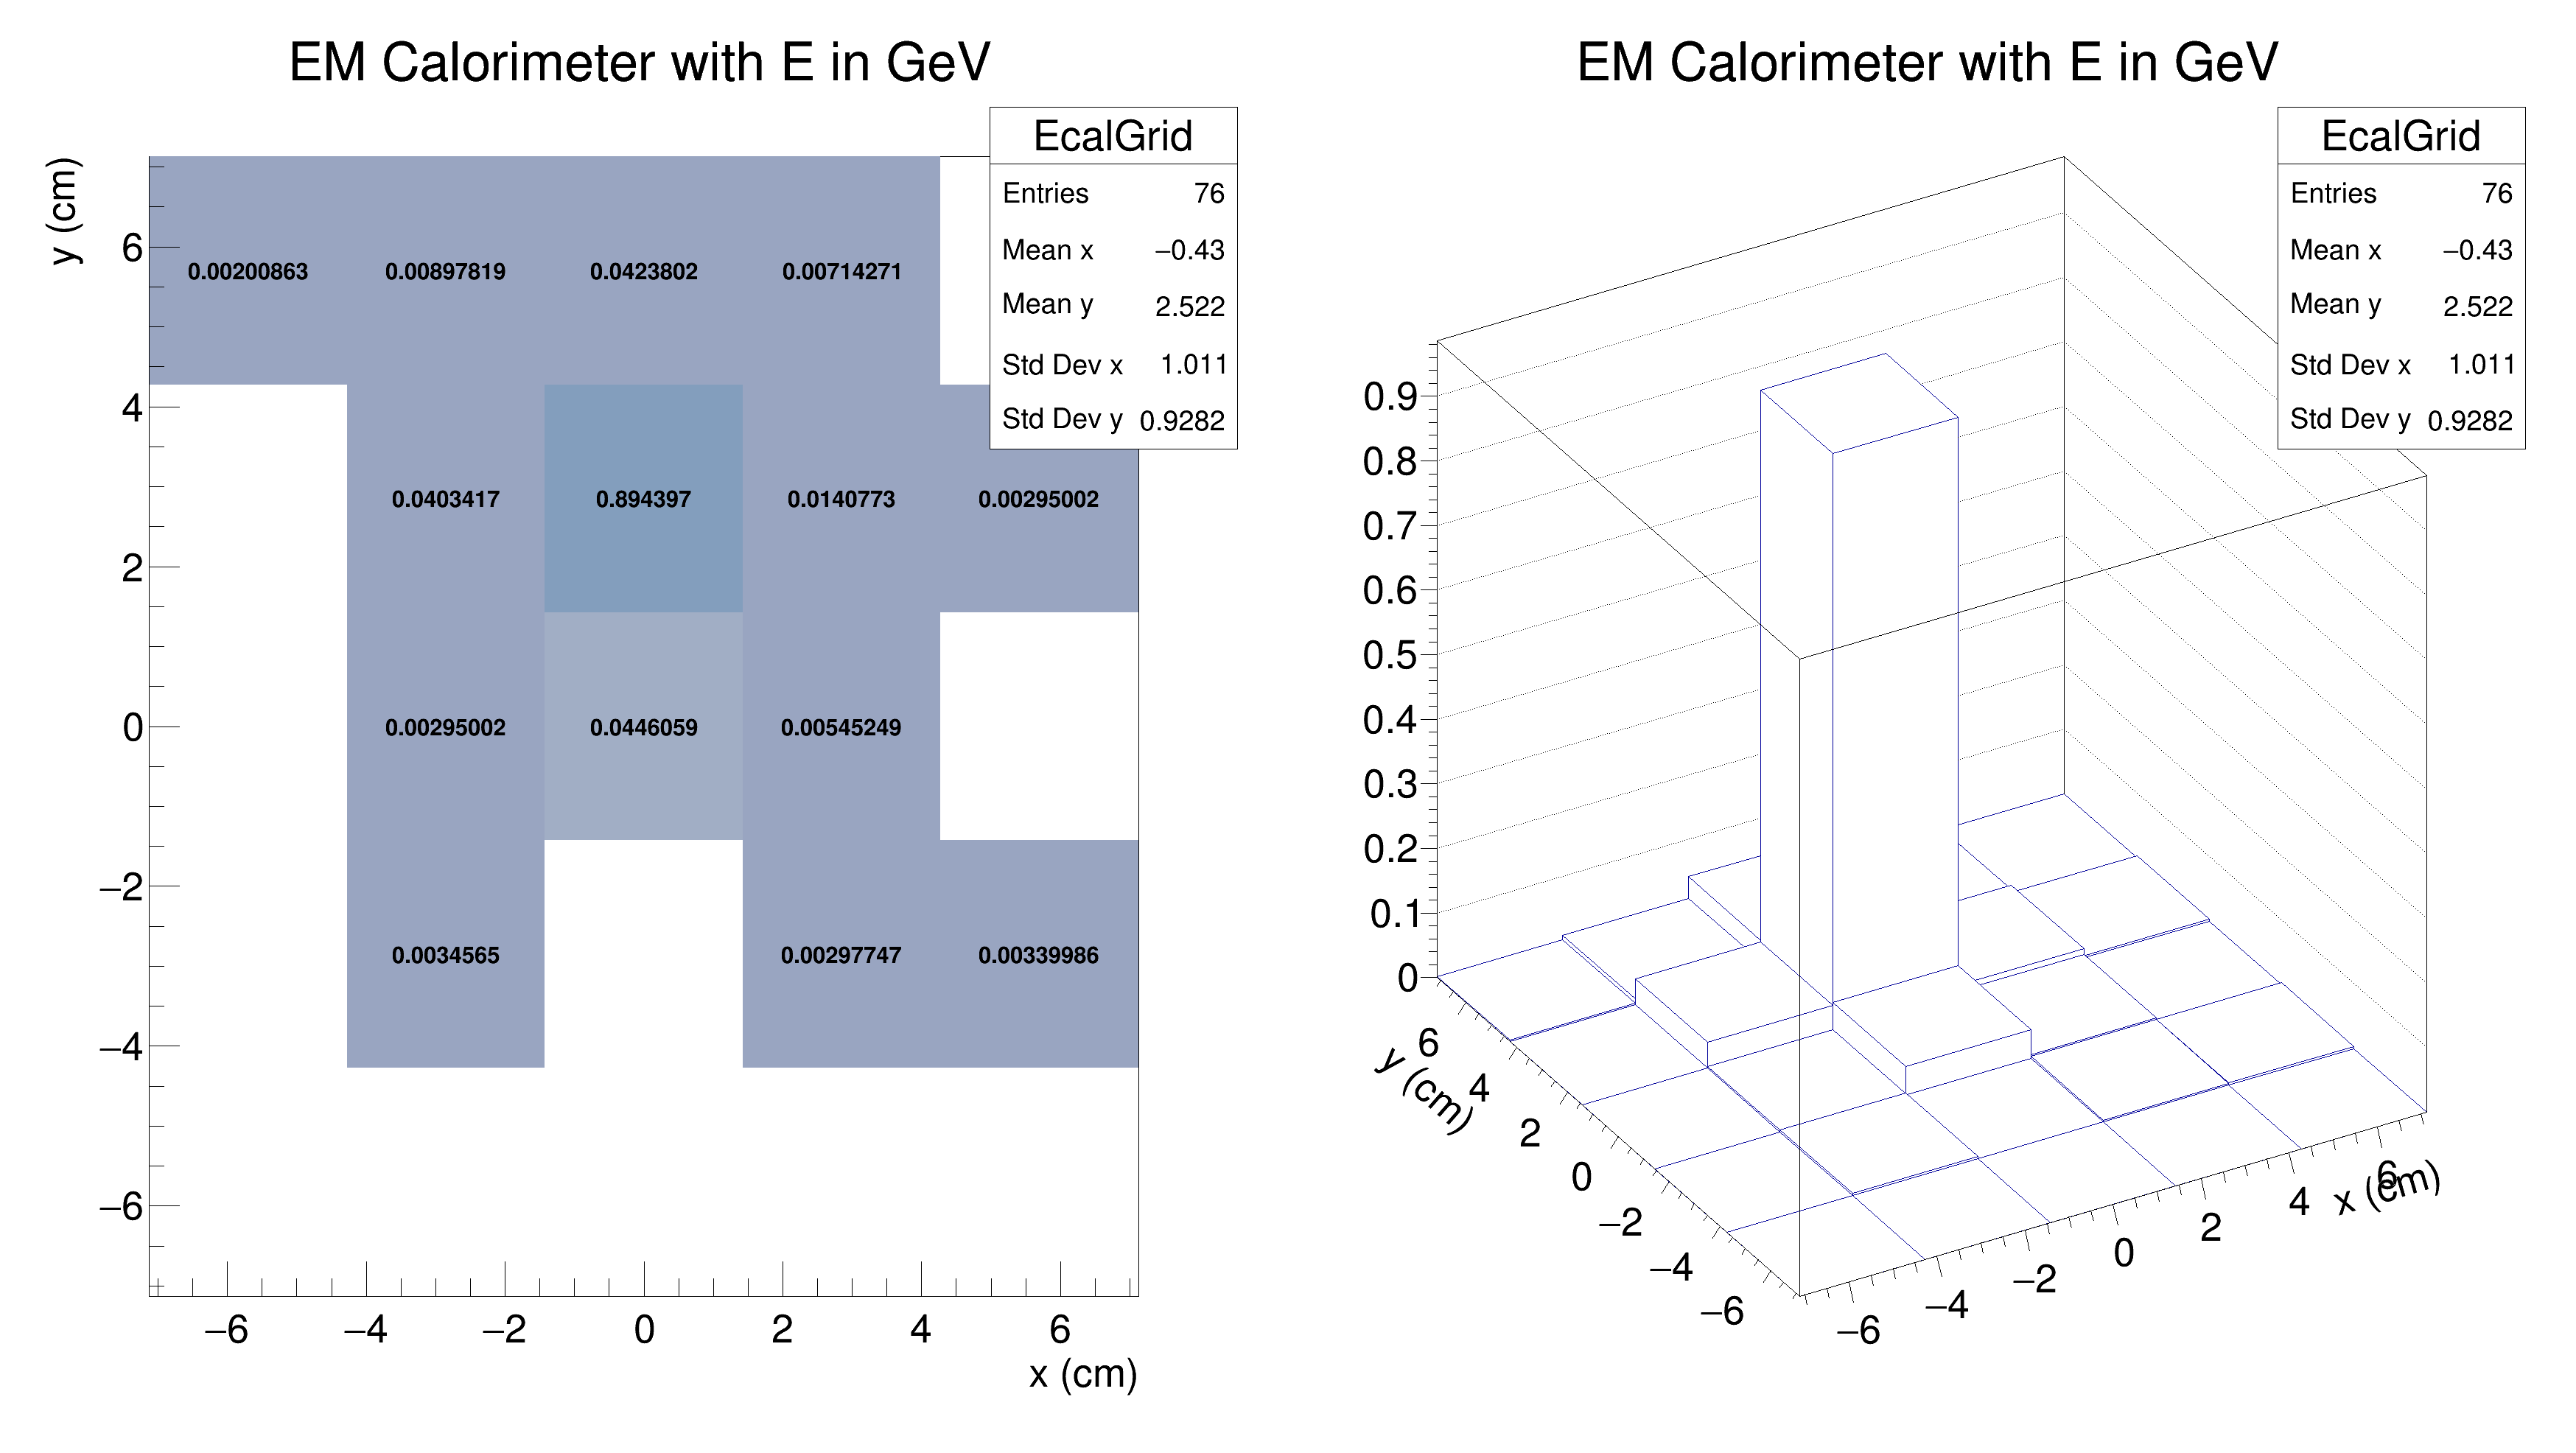 EM Calorimeter with E in GeV
EcalGrid
Entries 76
Mean x −0.43
Mean y 2.522
Std Dev x 1.011
Std Dev y 0.9282
y (cm)
6
4
2
0
−2
−4
−6
0.00200863 0.00897819 0.0423802 0.00714271
0.0403417 0.894397 0.0140773 0.00295002
0.00295002 0.0446059 0.00545249
0.0034565 0.00297747 0.00339986
−6 −4 −2 0 2 4 6
x (cm)
EM Calorimeter with E in GeV
EcalGrid
Entries 76
Mean x −0.43
Mean y 2.522
Std Dev x 1.011
Std Dev y 0.9282
0.9
0.8
0.7
0.6
0.5
0.4
0.3
0.2
0.1
0
y (cm)
6
4
2
0
−2
−4
−6
−6 −4 −2 0 2 4 6
x (cm)